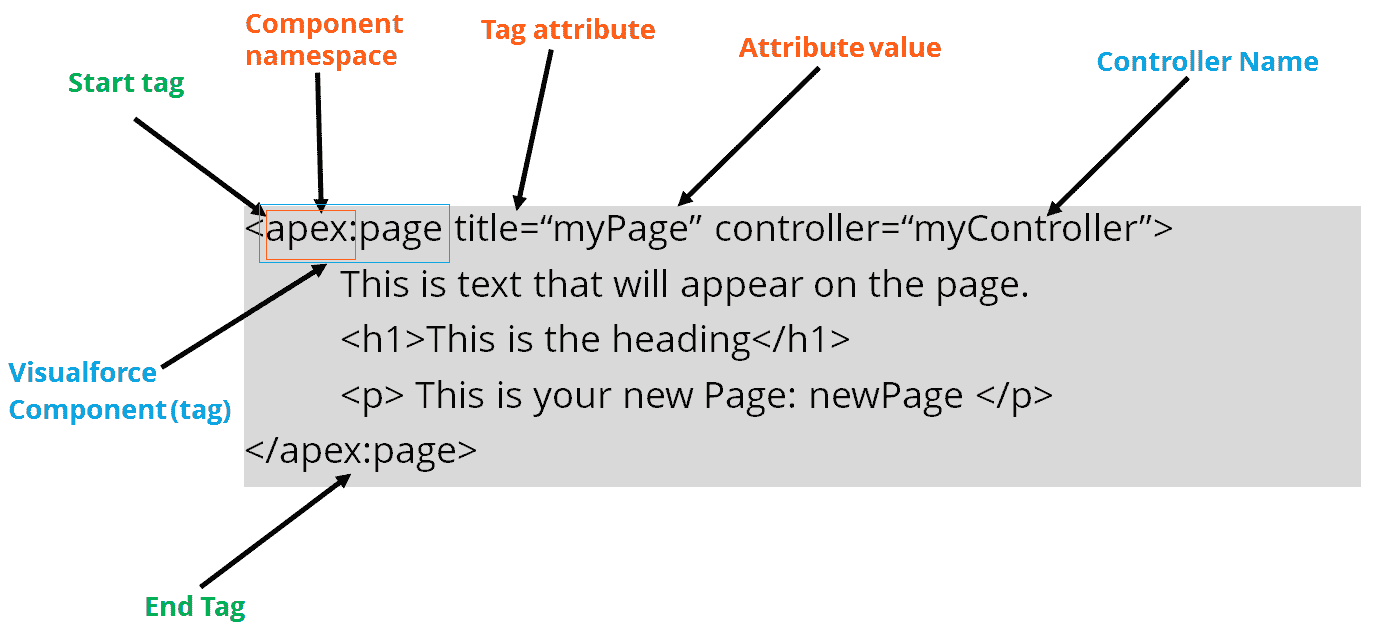 Component
namespace
Tag attribute
Attribute value
Controller Name
Start tag
<apex:page title=“myPage” controller=“myController”>
This is text that will appear on the page.
<h1>This is the heading</h1>
<p> This is your new Page: newPage </p>
</apex:page>
Visualforce
Component (tag)
End Tag